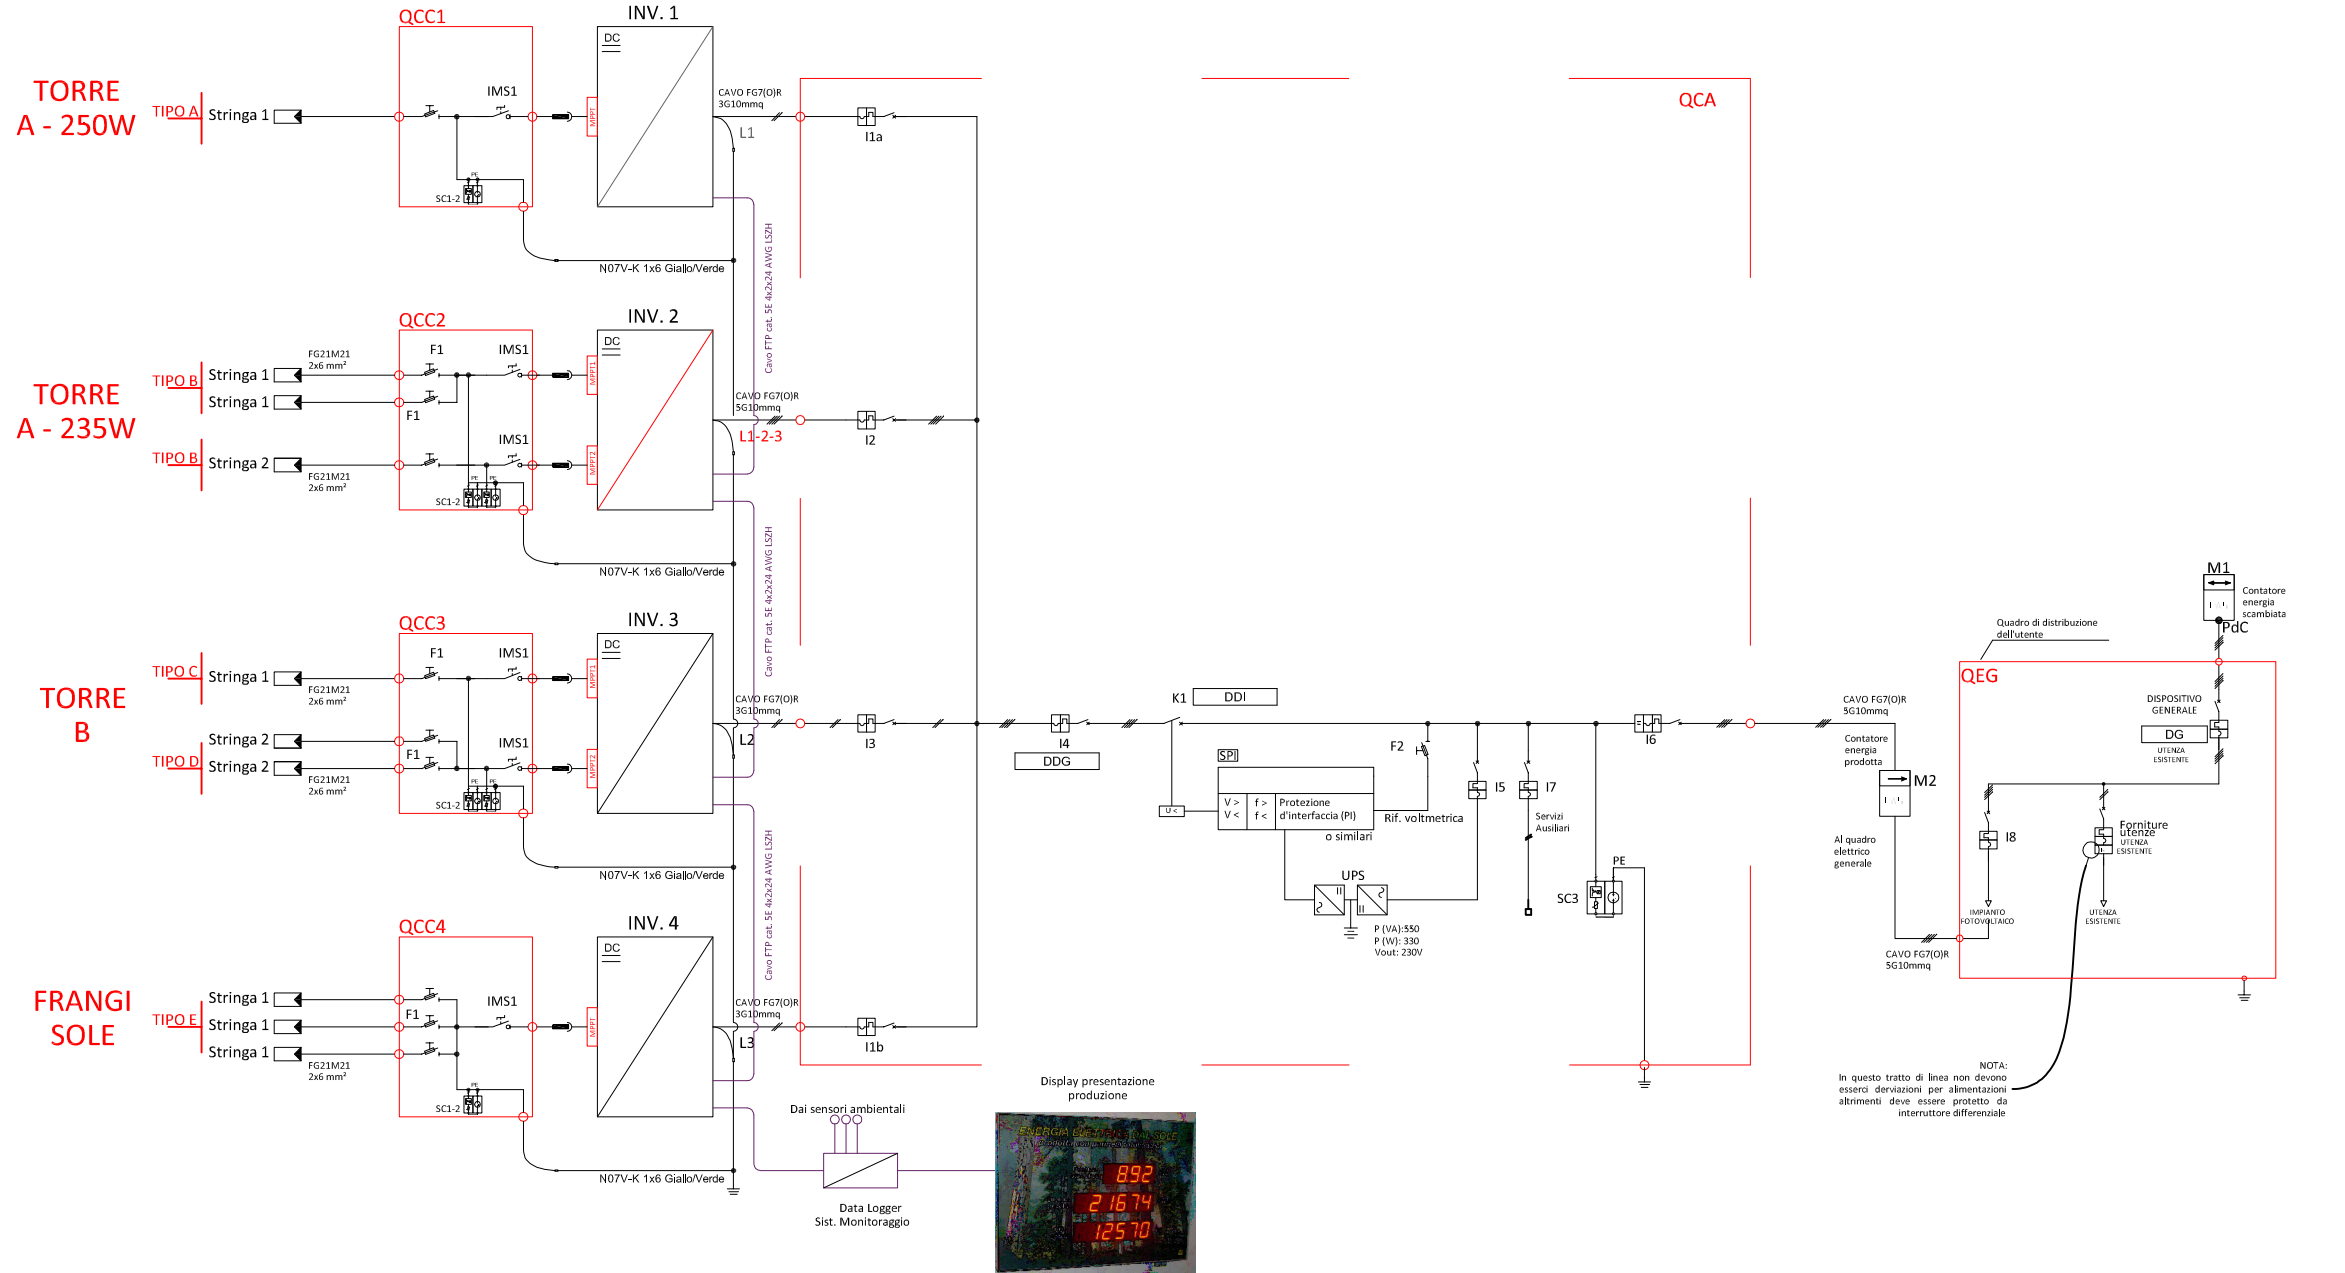 QCC1
INV. 1
DC
TORRE
A - 250W
TIPO A
Stringa 1
IMS1
MPPT
PE
SC1-2
CAVO FG7(O)R
3G10mmq
L1
I1a
QCA
N07V-K 1x6 Giallo/Verde
Cavo FTP cat. 5E 4x2x24 AWG LSZH
QCC2
INV. 2
DC
TORRE
A - 235W
TIPO B
Stringa 1
Stringa 1
FG21M21
2x6 mm²
F1
F1
IMS1
MPPT1
TIPO B
Stringa 2
FG21M21
2x6 mm²
IMS1
MPPT2
PE
SC1-2
CAVO FG7(O)R
5G10mmq
L1-2-3
I2
N07V-K 1x6 Giallo/Verde
Cavo FTP cat. 5E 4x2x24 AWG LSZH
QCC3
INV. 3
DC
TORRE
B
TIPO C
Stringa 1
FG21M21
2x6 mm²
F1
IMS1
MPPT1
TIPO D
Stringa 2
Stringa 2
FG21M21
2x6 mm²
F1
IMS1
MPPT2
PE
PE
SC1-2
CAVO FG7(O)R
3G10mmq
L2
I3
N07V-K 1x6 Giallo/Verde
Cavo FTP cat. 5E 4x2x24 AWG LSZH
QCC4
INV. 4
DC
FRANGI
SOLE
TIPO E
Stringa 1
Stringa 1
Stringa 1
FG21M21
2x6 mm²
F1
IMS1
MPPT
PE
SC1-2
CAVO FG7(O)R
3G10mmq
L3
I1b
N07V-K 1x6 Giallo/Verde
I4
DDG
K1
DDI
SPI
V > f > Protezione
V < f < d'interfaccia (PI)
o similari
U <
F2
Rif. voltmetrica
UPS
P (VA):550
P (W): 330
Vout: 230V
I5
I7
Servizi
Ausiliari
SC3
PE
I6
CAVO FG7(O)R
5G10mmq
Contatore
energia
prodotta
M2
Al quadro
elettrico
generale
CAVO FG7(O)R
5G10mmq
M1
Contatore
energia
scambiata
PdC
Quadro di distribuzione
dell'utente
QEG
DISPOSITIVO
GENERALE
DG
UTENZA
ESISTENTE
I8
IMPIANTO
FOTOVOLTAICO
Forniture
utenze
UTENZA
ESISTENTE
UTENZA
ESISTENTE
NOTA:
In questo tratto di linea non devono
esserci derviazioni per alimentazioni
altrimenti deve essere protetto da
interruttore differenziale
Dai sensori ambientali
Data Logger
Sist. Monitoraggio
Display presentazione
produzione
892
21674
12570